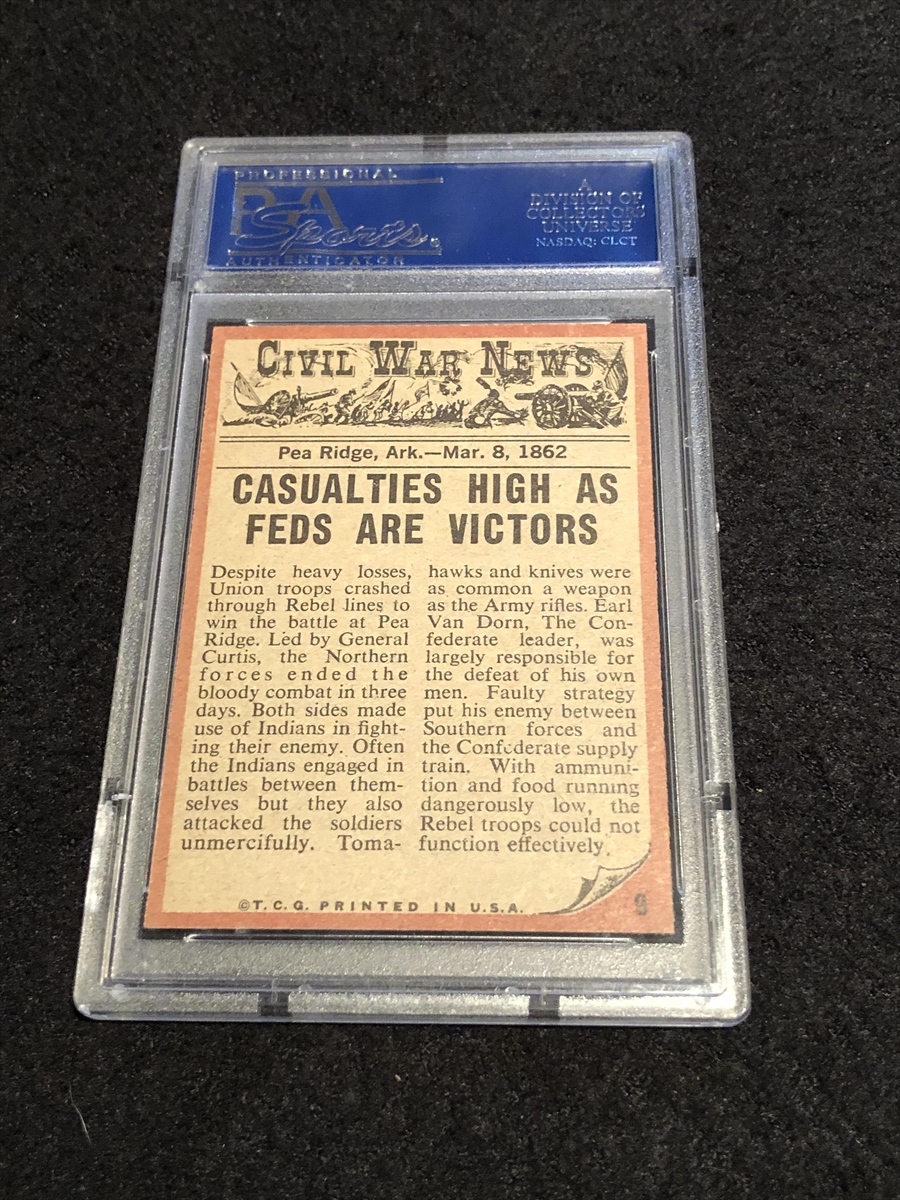 PROFESSIONAL
PSA
Sports
AUTHENTICATOR
A
DIVISION OF
COLLECTORS
UNIVERSE
NASDAQ: CLCT
CIVIL WAR NEWS
Pea Ridge, Ark.—Mar. 8, 1862
CASUALTIES HIGH AS
FEDS ARE VICTORS
Despite heavy losses,
Union troops crashed
through Rebel lines to
win the battle at Pea
Ridge. Led by General
Curtis, the Northern
forces ended the
bloody combat in three
days. Both sides made
use of Indians in fight-
ing their enemy. Often
the Indians engaged in
battles between them-
selves but they also
attacked the soldiers
unmercifully. Toma-
hawks and knives were
as common a weapon
as the Army rifles. Earl
Van Dorn, The Con-
federate leader, was
largely responsible for
the defeat of his own
men. Faulty strategy
put his enemy between
Southern forces and
the Confederate supply
train. With ammuni-
tion and food running
dangerously low, the
Rebel troops could not
function effectively.
©T.C.G. PRINTED IN U.S.A.
9